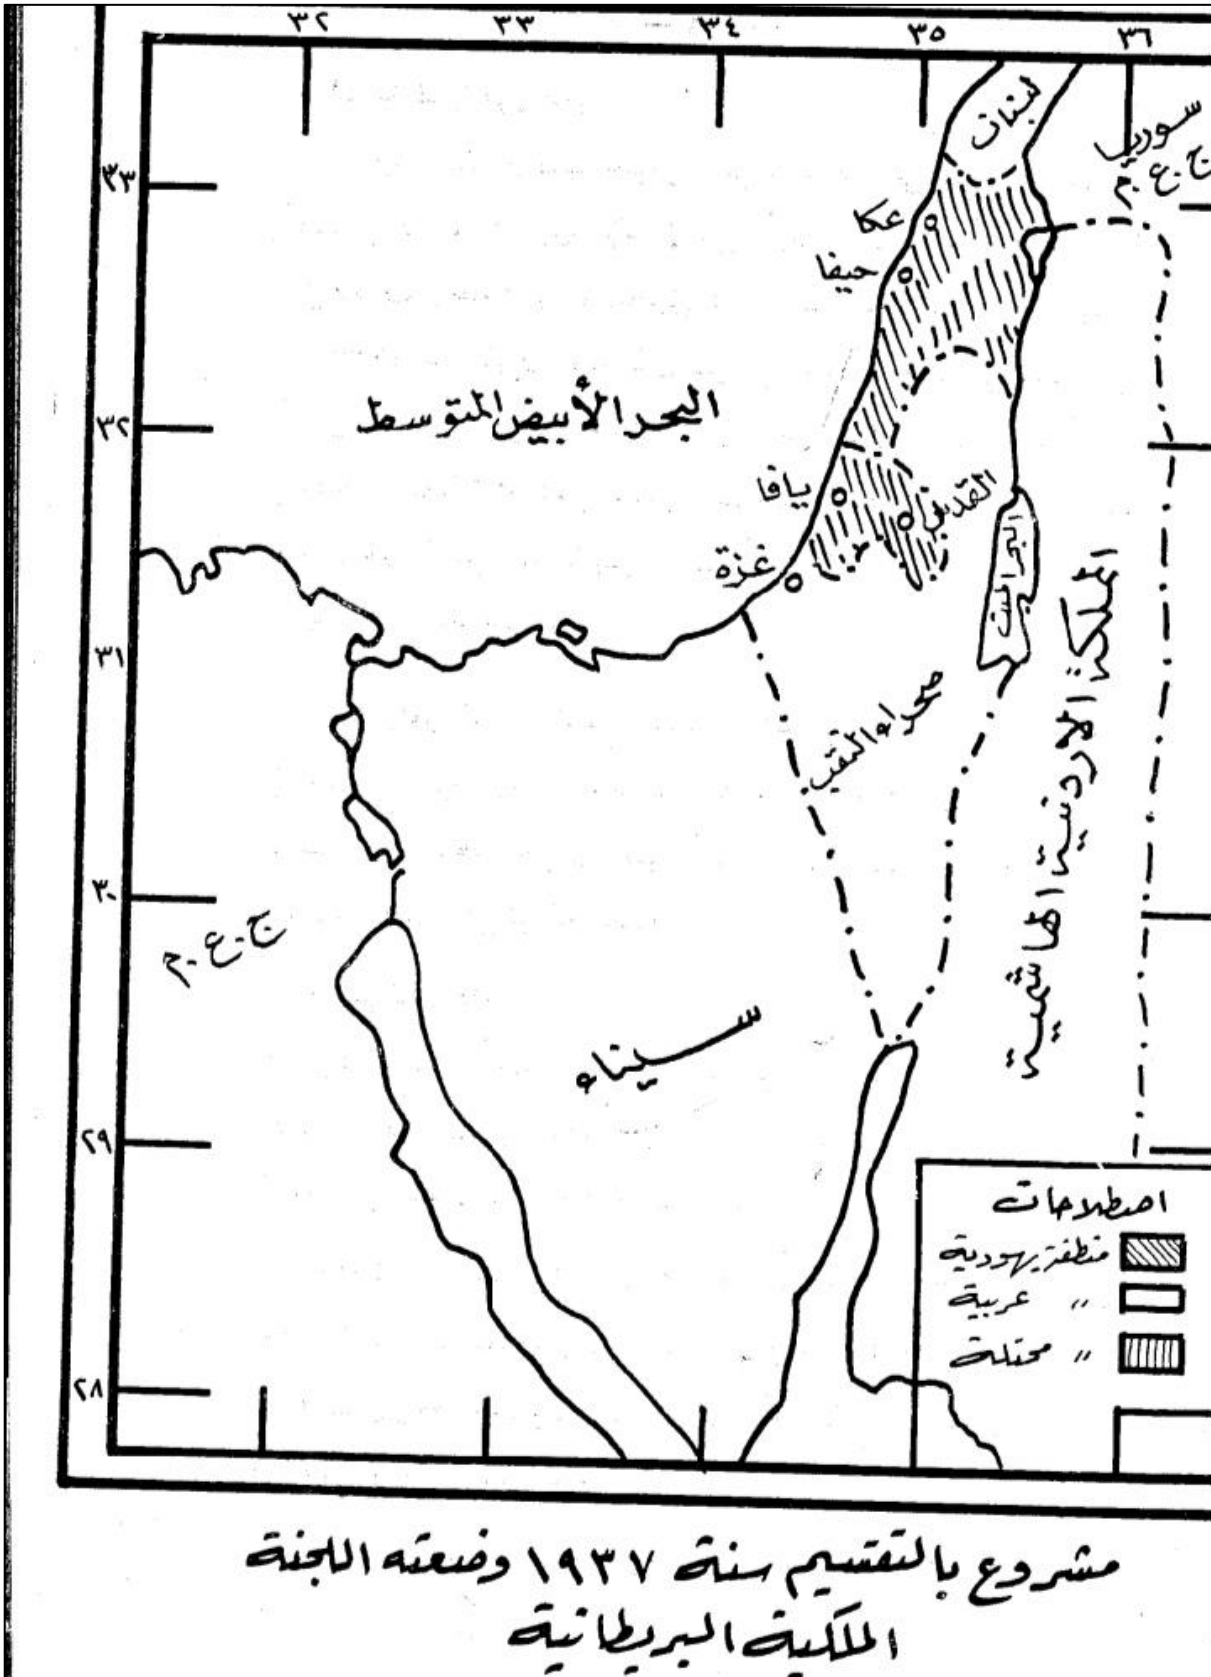 ٣٢ ٣٣ ٣٤ ٣٥ ٣٦
لبنان
سوريا
ج.ع.م
٣٣
عكا
حيفا
البحر الأبيض المتوسط
٣٢
يافا
القدس
غزة
البحر الميت
المملكة الأردنية الهاشمية
٣١
صحراء النقب
٣٠
ج.ع.م
سيناء
٢٩
اصطلاحات
منطقة يهودية
〃 عربية
〃 محتلة
٢٨
مشروع بالتقسيم سنة ١٩٣٧ وضعته اللجنة
الملكية البريطانية